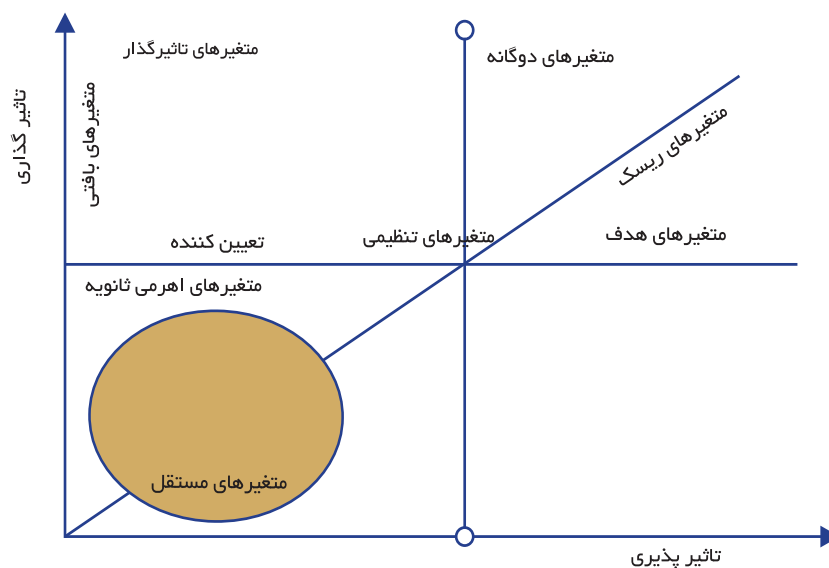 متغیرهای تاثیرگذار
متغیرهای دوگانه
تاثیر گذاری
متغیرهای بافتی
متغیرهای ریسک
تعیین کننده
متغیرهای تنظیمی
متغیرهای هدف
متغیرهای اهرمی ثانویه
متغیرهای مستقل
تاثیر پذیری